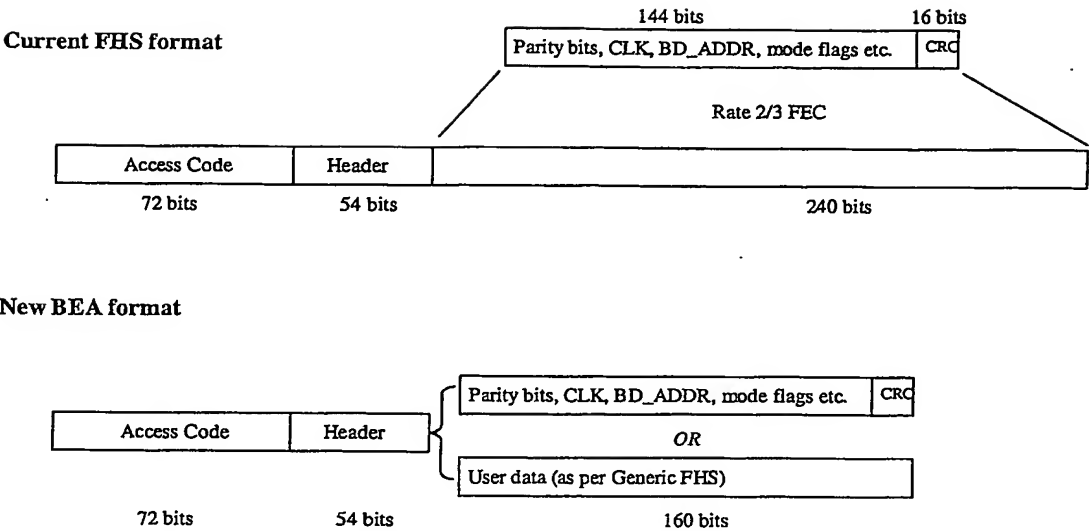 Current FHS format
144 bits 16 bits
Parity bits, CLK, BD_ADDR, mode flags etc. CRC
Rate 2/3 FEC
Access Code Header
72 bits 54 bits 240 bits
New BEA format
Parity bits, CLK, BD_ADDR, mode flags etc. CRC
Access Code Header OR
User data (as per Generic FHS)
72 bits 54 bits 160 bits